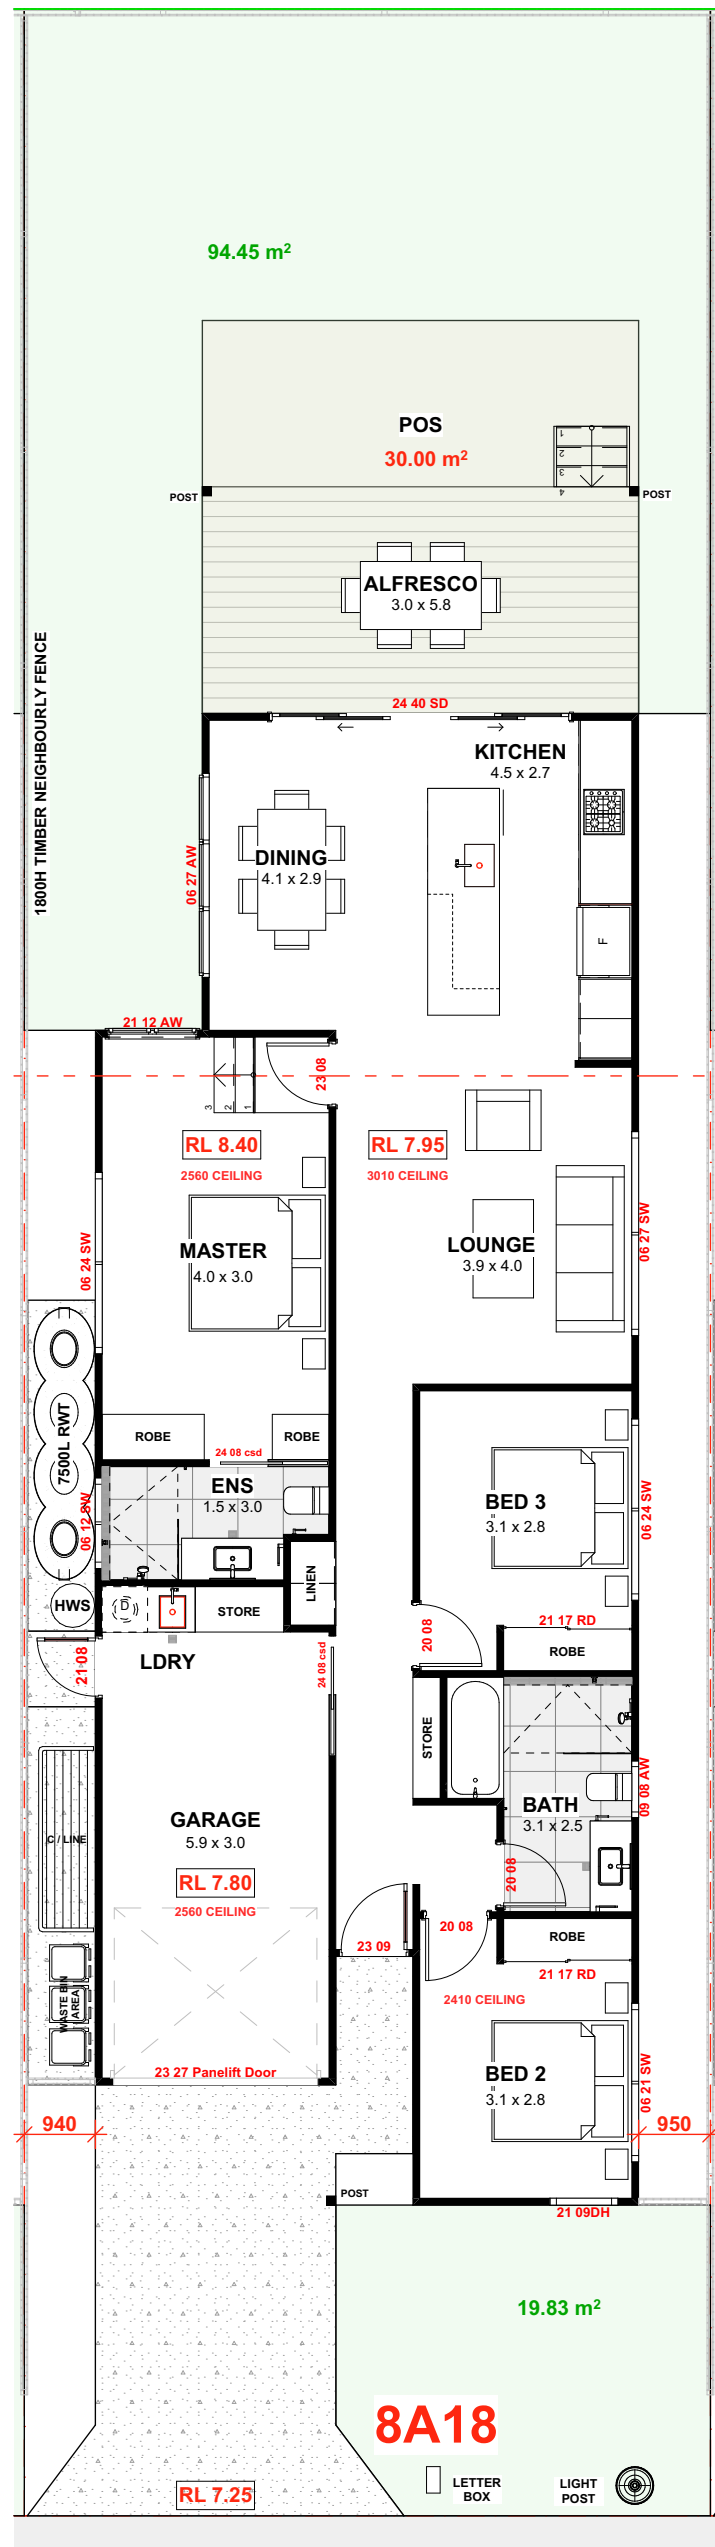 94.45 m²
POS
30.00 m²
1
2
3
4
POST
POST
ALFRESCO
3.0 x 5.8
1800H TIMBER NEIGHBOURLY FENCE
24 40 SD
KITCHEN
4.5 x 2.7
DINING
4.1 x 2.9
06 27 AW
F
21 12 AW
23 08
3
2
1
RL 8.40
2560 CEILING
RL 7.95
3010 CEILING
MASTER
4.0 x 3.0
06 24 SW
LOUNGE
3.9 x 4.0
06 27 SW
7500L RWT
ROBE
ROBE
24 08 csd
ENS
1.5 x 3.0
06 12 SW
BED 3
3.1 x 2.8
06 24 SW
LINEN
HWS
D
STORE
LDRY
21 08
24 08 csd
20 08
21 17 RD
ROBE
STORE
C / LINE
GARAGE
5.9 x 3.0
RL 7.80
2560 CEILING
BATH
3.1 x 2.5
09 08 AW
20 08
WASTE BIN
AREA
23 09
20 08
ROBE
21 17 RD
2410 CEILING
BED 2
3.1 x 2.8
06 21 SW
23 27 Panelift Door
940
950
POST
21 09DH
19.83 m²
8A18
RL 7.25
LETTER
BOX
LIGHT
POST